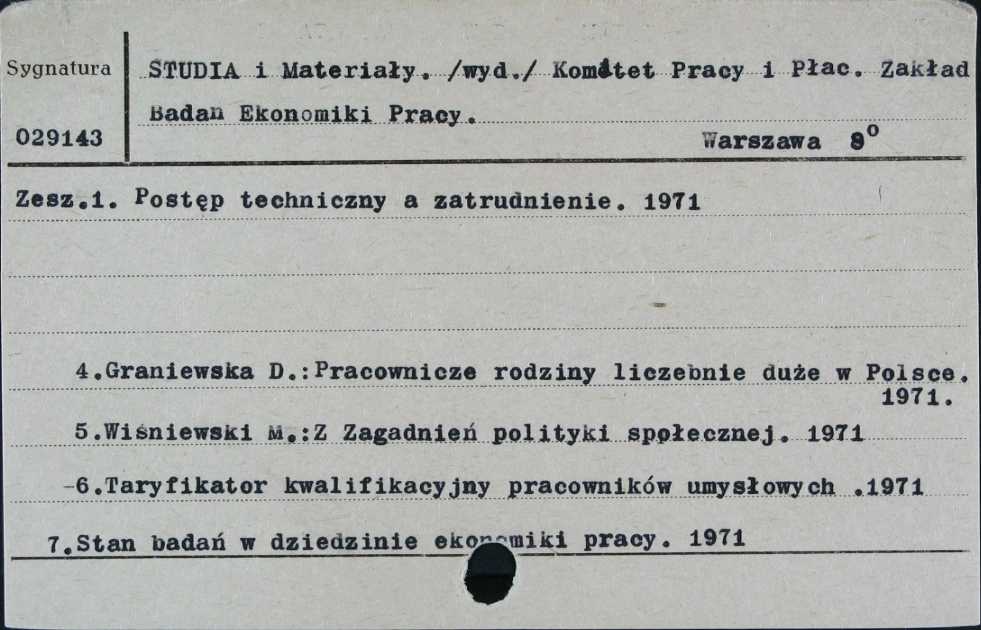 Sygnatura
STUDIA i Materiały. /wyd./ Komitet Pracy i Płac. Zakład
Badań Ekonomiki Pracy.
029143
Warszawa 8°
Zesz.1. Postęp techniczny a zatrudnienie. 1971
4.Graniewska D.:Pracownicze rodziny liczebnie duże w Polsce.
1971.
5.Wiśniewski M.:Z Zagadnień polityki społecznej. 1971
-6.Taryfikator kwalifikacyjny pracowników umysłowych .1971
7.Stan badań w dziedzinie ekonomiki pracy. 1971